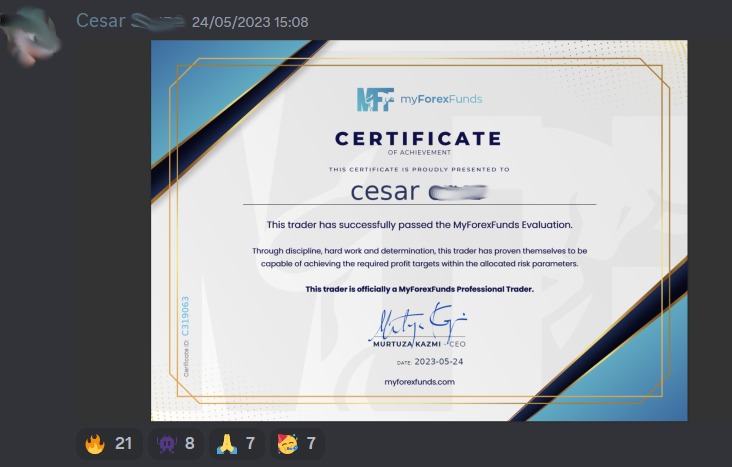 Cesar 24/05/2023 15:08
MFF myForexFunds
CERTIFICATE
OF ACHIEVEMENT
THIS CERTIFICATE IS PROUDLY PRESENTED TO
cesar
This trader has successfully passed the MyForexFunds Evaluation.
Through discipline, hard work and determination, this trader has proven themselves to be
capable of achieving the required profit targets within the allocated risk parameters.
This trader is officially a MyForexFunds Professional Trader.
MURTUZA KAZMI - CEO
DATE: 2023-05-24
myforexfunds.com
Certificate ID: C319063
21 8 7 7